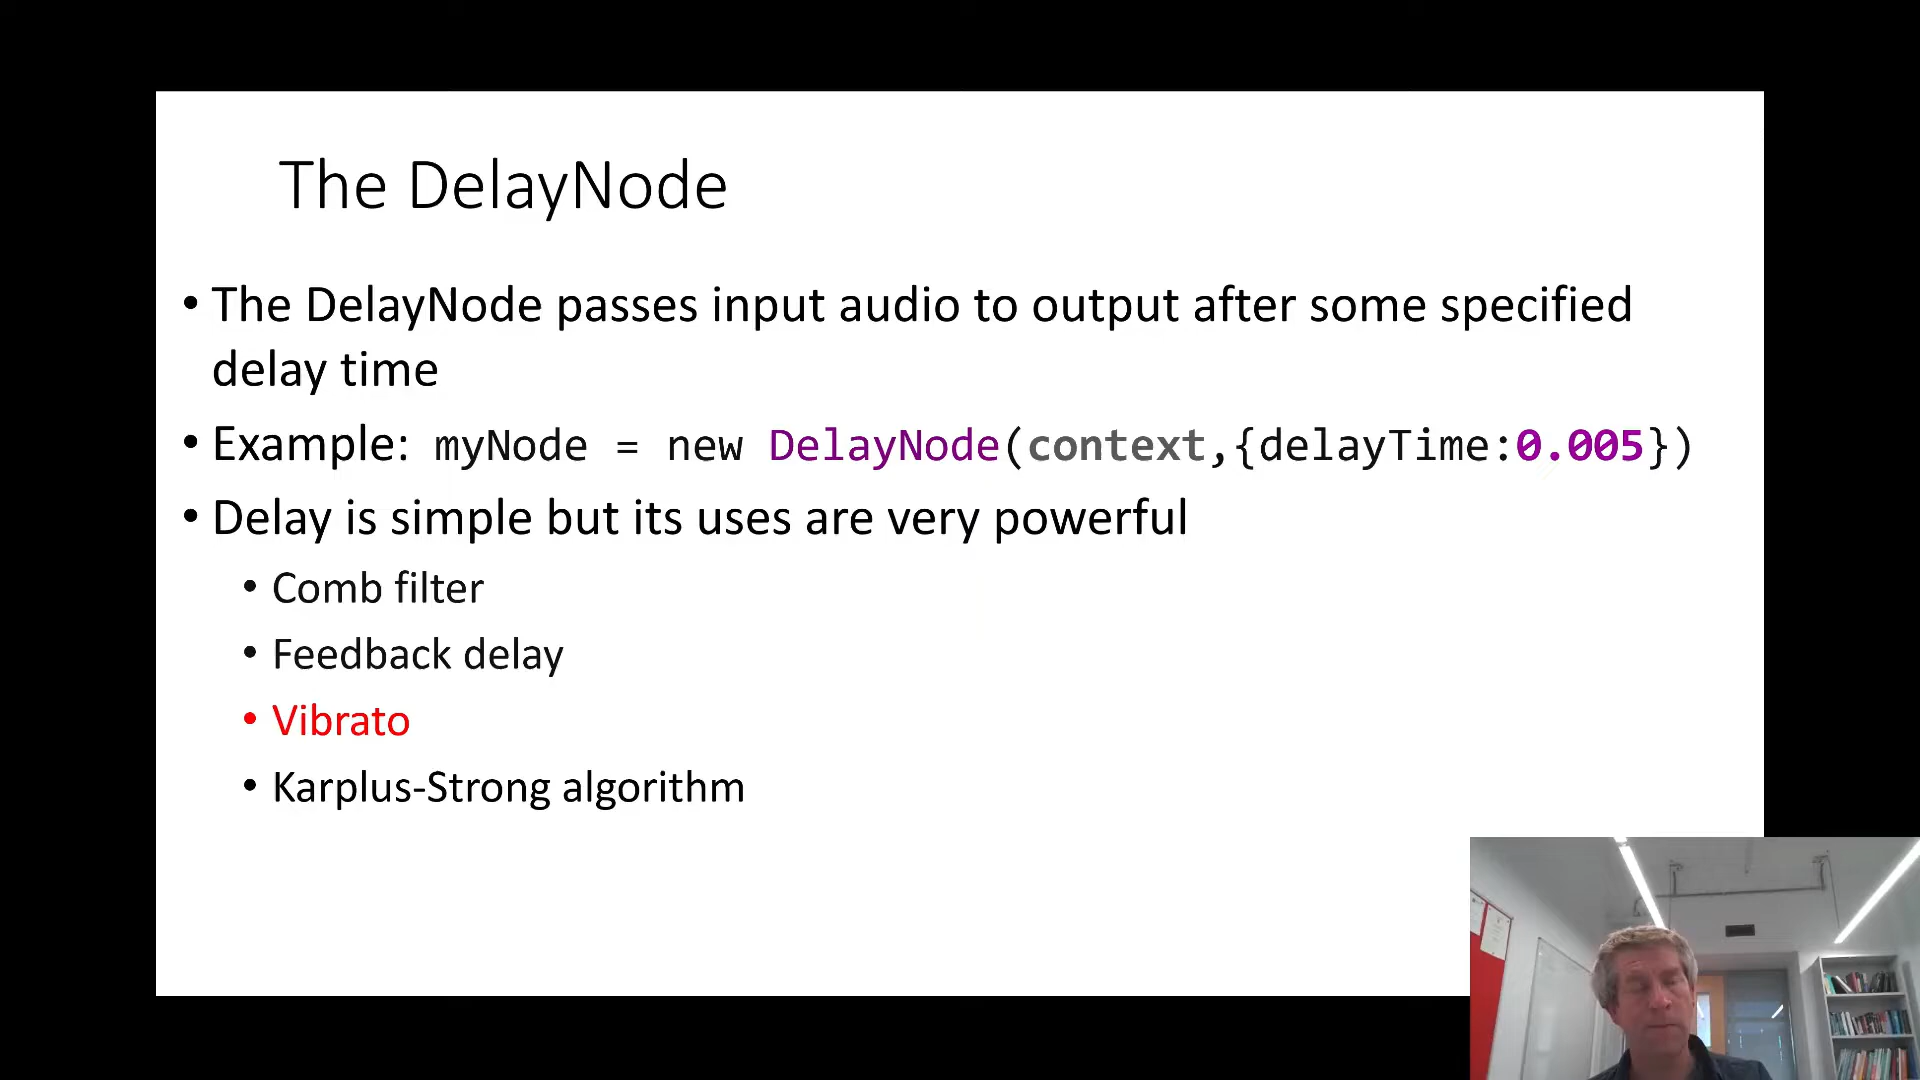 The DelayNode
• The DelayNode passes input audio to output after some specified
delay time
• Example: myNode = new DelayNode(context,{delayTime:0.005})
• Delay is simple but its uses are very powerful
• Comb filter
• Feedback delay
• Vibrato
• Karplus-Strong algorithm